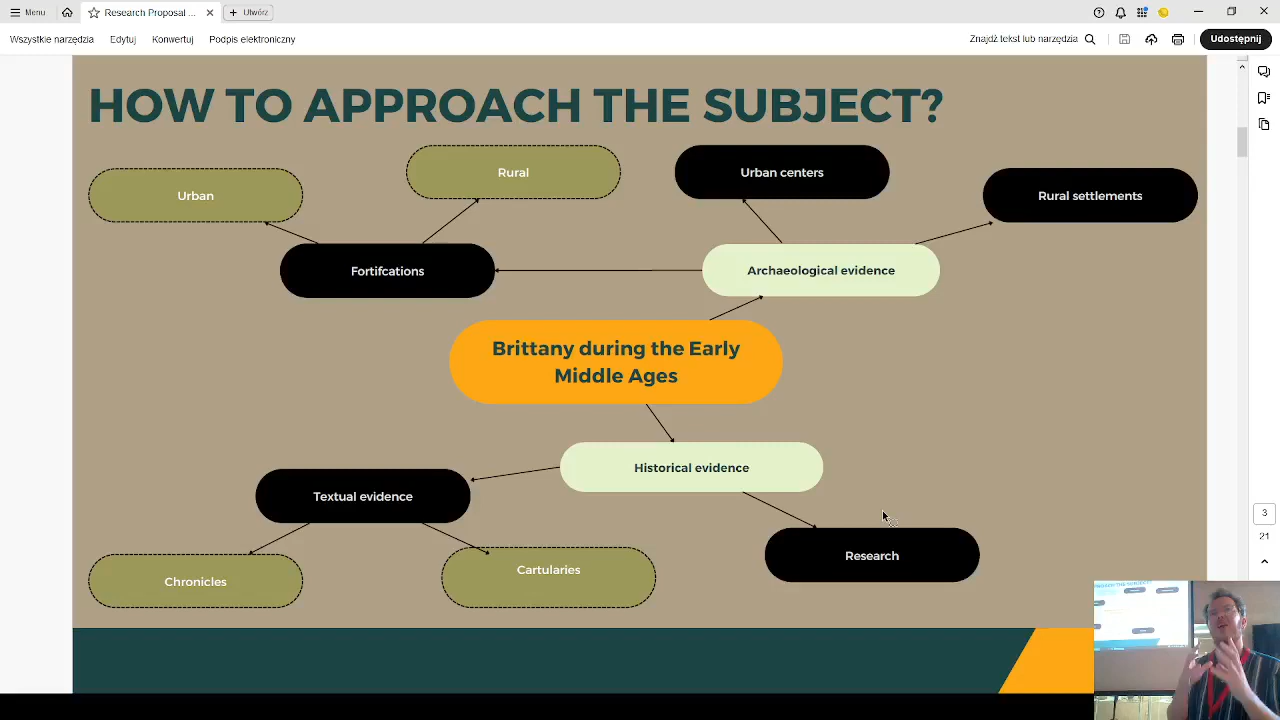 Menu
Research Proposal ...
Utwórz
Wszystkie narzędzia
Edytuj
Konwertuj
Podpis elektroniczny
Znajdź tekst lub narzędzia
Udostępnij
HOW TO APPROACH THE SUBJECT?
Urban
Rural
Urban centers
Rural settlements
Fortifcations
Archaeological evidence
Brittany during the Early
Middle Ages
Historical evidence
Textual evidence
Research
Chronicles
Cartularies
3
21